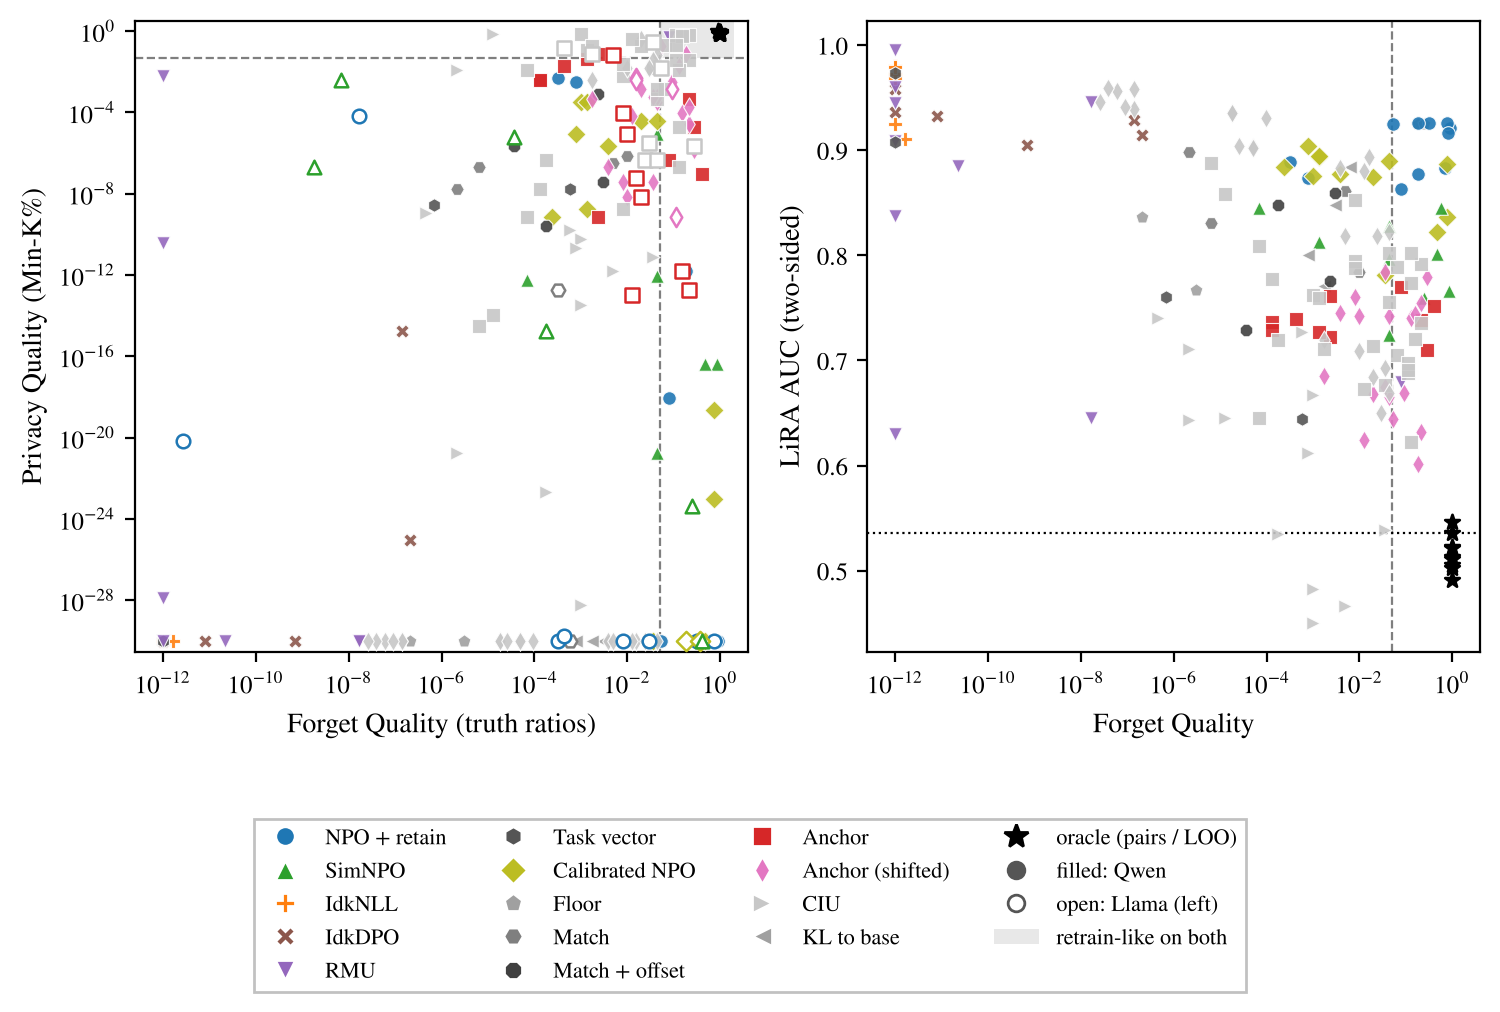 Privacy Quality (Min-K%)
10^0
10^−4
10^−8
10^−12
10^−16
10^−20
10^−24
10^−28
10^−12
10^−10
10^−8
10^−6
10^−4
10^−2
10^0
Forget Quality (truth ratios)
LiRA AUC (two-sided)
1.0
0.9
0.8
0.7
0.6
0.5
10^−12
10^−10
10^−8
10^−6
10^−4
10^−2
10^0
Forget Quality
NPO + retain
SimNPO
IdkNLL
IdkDPO
RMU
Task vector
Calibrated NPO
Floor
Match
Match + offset
Anchor
Anchor (shifted)
CIU
KL to base
oracle (pairs / LOO)
filled: Qwen
open: Llama (left)
retrain-like on both